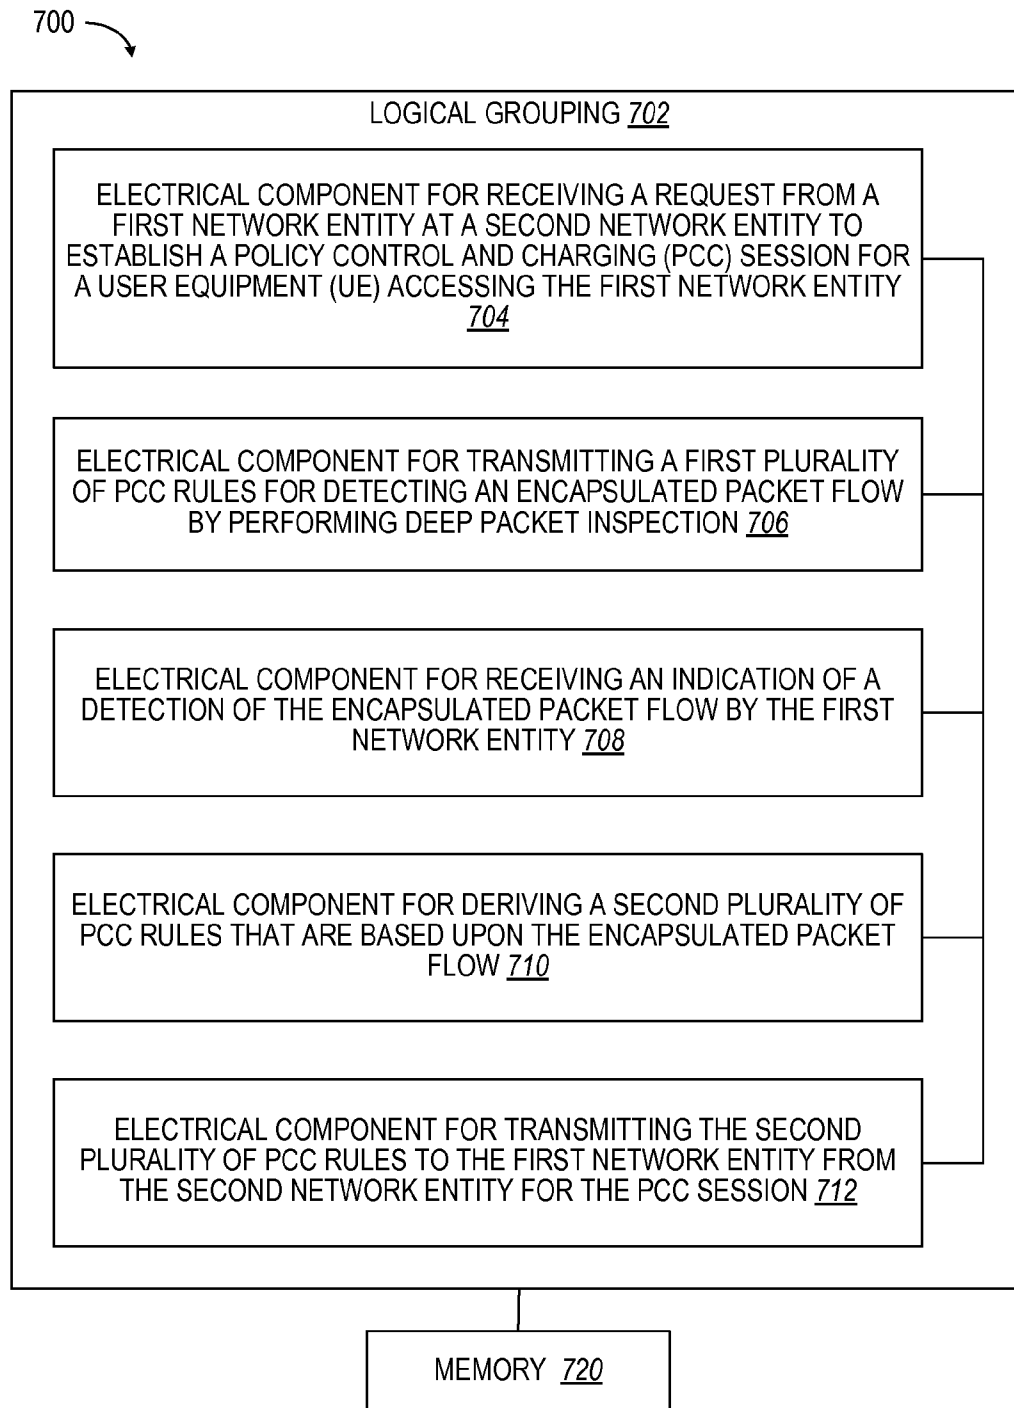 700
LOGICAL GROUPING 702
ELECTRICAL COMPONENT FOR RECEIVING A REQUEST FROM A
FIRST NETWORK ENTITY AT A SECOND NETWORK ENTITY TO
ESTABLISH A POLICY CONTROL AND CHARGING (PCC) SESSION FOR
A USER EQUIPMENT (UE) ACCESSING THE FIRST NETWORK ENTITY
704
ELECTRICAL COMPONENT FOR TRANSMITTING A FIRST PLURALITY
OF PCC RULES FOR DETECTING AN ENCAPSULATED PACKET FLOW
BY PERFORMING DEEP PACKET INSPECTION 706
ELECTRICAL COMPONENT FOR RECEIVING AN INDICATION OF A
DETECTION OF THE ENCAPSULATED PACKET FLOW BY THE FIRST
NETWORK ENTITY 708
ELECTRICAL COMPONENT FOR DERIVING A SECOND PLURALITY OF
PCC RULES THAT ARE BASED UPON THE ENCAPSULATED PACKET
FLOW 710
ELECTRICAL COMPONENT FOR TRANSMITTING THE SECOND
PLURALITY OF PCC RULES TO THE FIRST NETWORK ENTITY FROM
THE SECOND NETWORK ENTITY FOR THE PCC SESSION 712
MEMORY 720